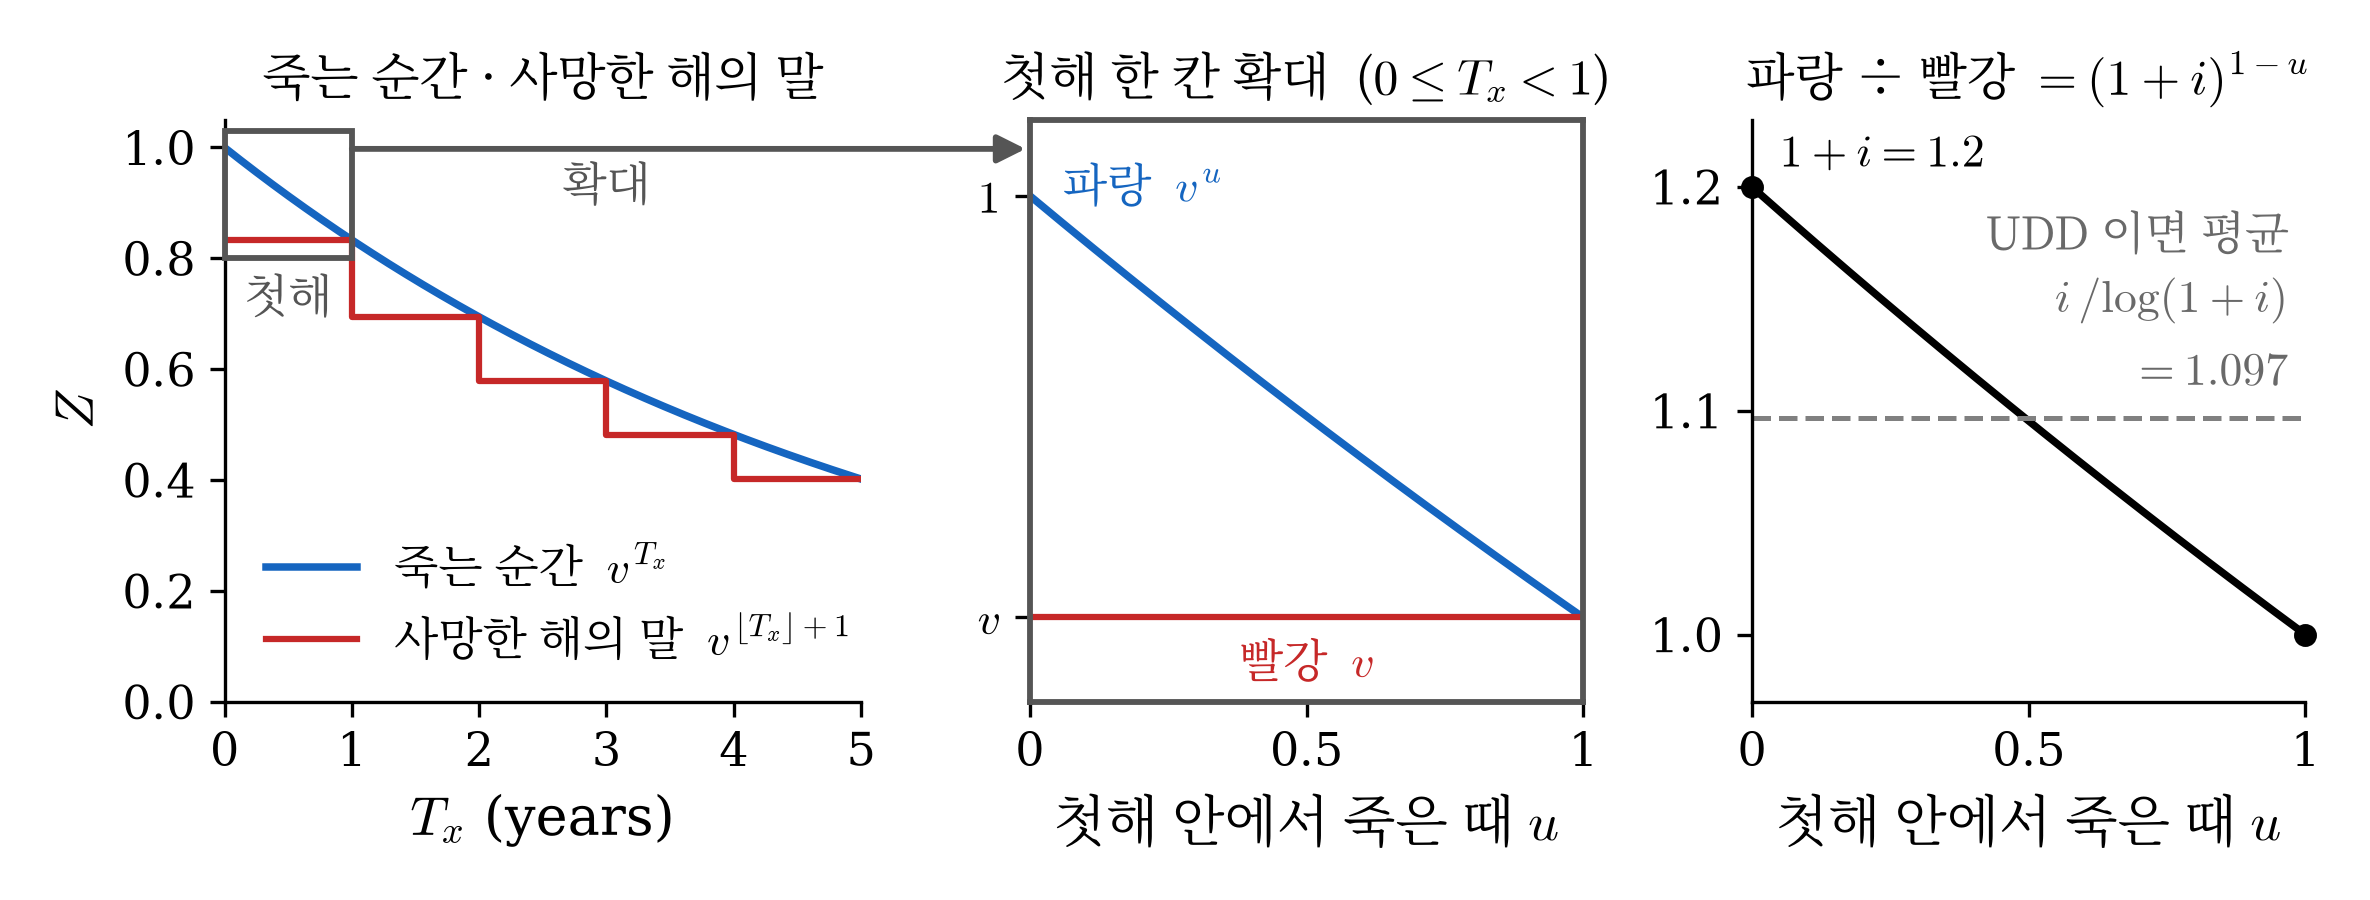 죽는 순간 · 사망한 해의 말
1.0
0.8
0.6
0.4
0.2
0.0
Z
확대
첫해
죽는 순간 v^{T_x}
사망한 해의 말 v^{⌊T_x⌋+1}
0 1 2 3 4 5
T_x (years)
첫해 한 칸 확대 (0 ≤ T_x < 1)
1
v
파랑 v^u
빨강 v
0 0.5 1
첫해 안에서 죽은 때 u
파랑 ÷ 빨강 = (1 + i)^{1 − u}
1 + i = 1.2
1.2
1.1
1.0
UDD 이면 평균
i /log(1 + i)
= 1.097
0 0.5 1
첫해 안에서 죽은 때 u